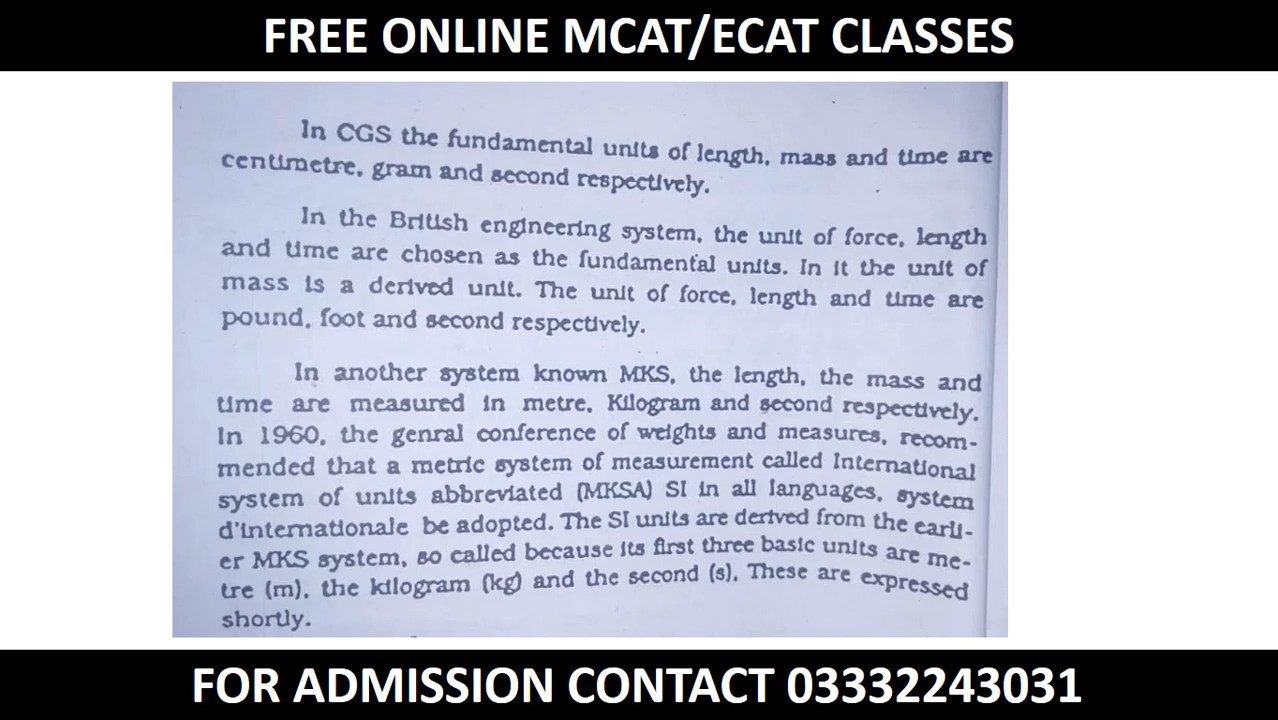 FREE ONLINE MCAT/ECAT CLASSES
In CGS the fundamental units of length, mass and time are
centimetre, gram and second respectively.
In the British engineering system, the unit of force, length
and time are chosen as the fundamental units. In it the unit of
mass is a derived unit. The unit of force, length and time are
pound, foot and second respectively.
In another system known MKS, the length, the mass and
time are measured in metre, Kilogram and second respectively.
In 1960, the genral conference of weights and measures, recom-
mended that a metric system of measurement called International
system of units abbreviated (MKSA) SI in all languages, system
d'internationale be adopted. The SI units are derived from the earli-
er MKS system, so called because its first three basic units are me-
tre (m), the kilogram (kg) and the second (s). These are expressed
shortly.
FOR ADMISSION CONTACT 03332243031